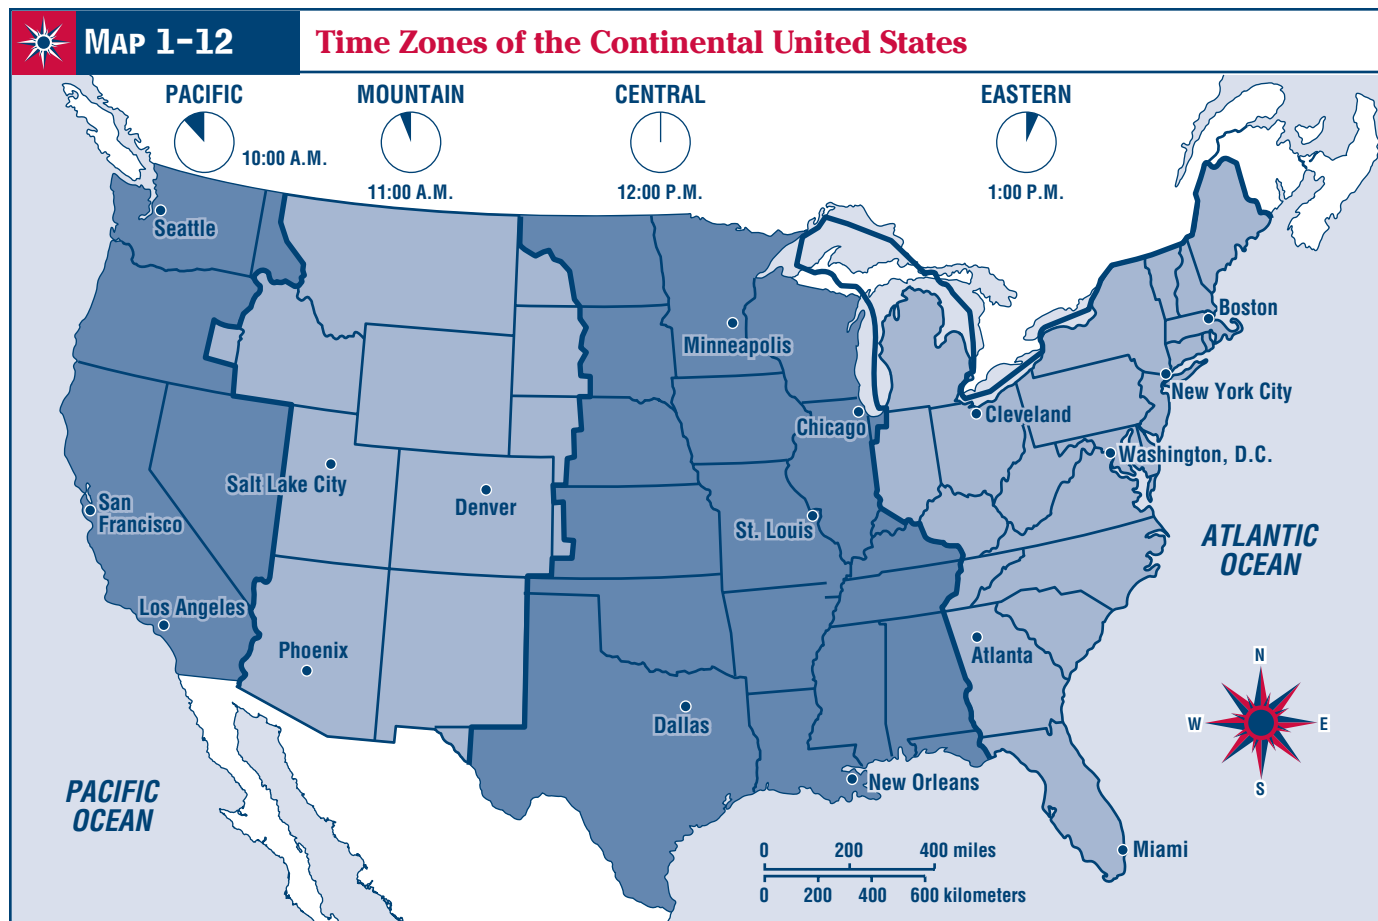 MAP 1–12
Time Zones of the Continental United States
PACIFIC
MOUNTAIN
CENTRAL
EASTERN
10:00 A.M.
11:00 A.M.
12:00 P.M.
1:00 P.M.
Seattle
Boston
Minneapolis
New York City
Chicago
Cleveland
Washington, D.C.
Salt Lake City
Denver
San
Francisco
St. Louis
ATLANTIC
OCEAN
Los Angeles
Phoenix
Atlanta
N
W
E
S
Dallas
New Orleans
PACIFIC
OCEAN
Miami
0 200 400 miles
0 200 400 600 kilometers